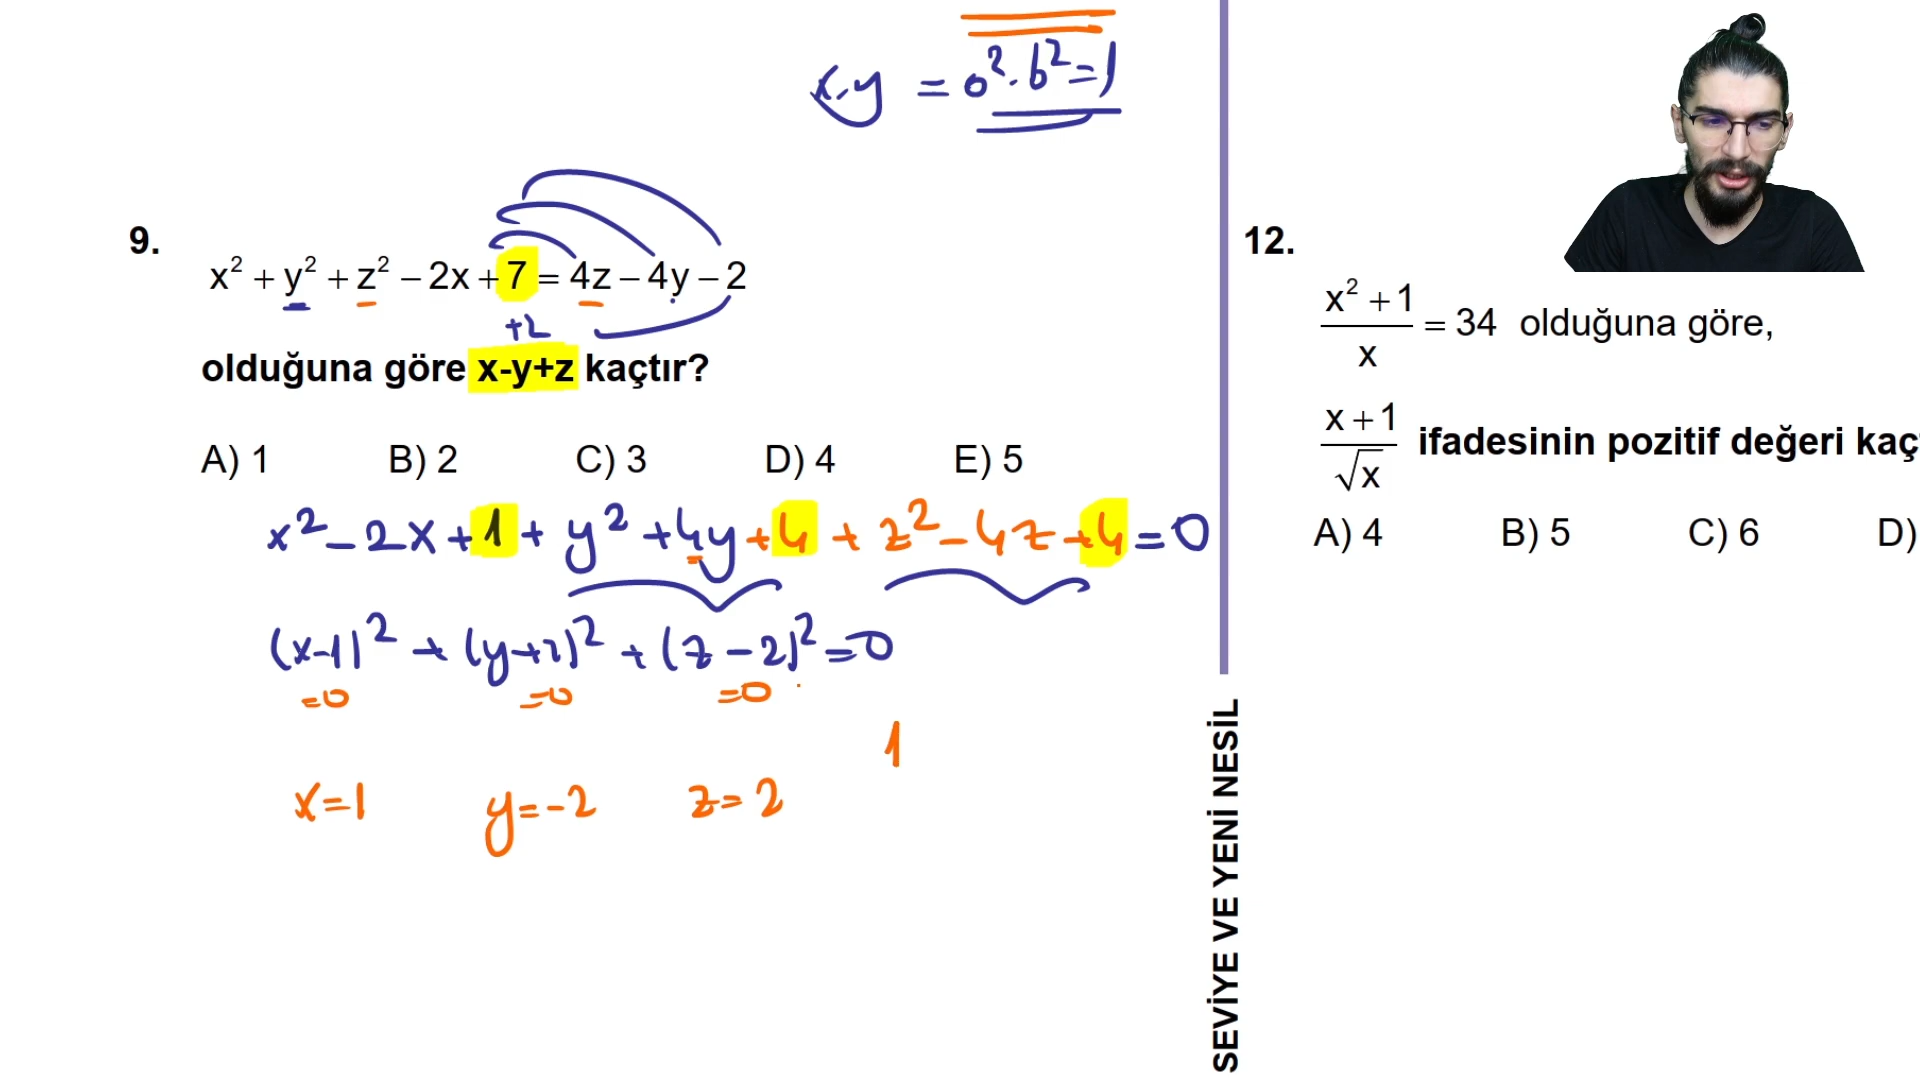 x.y = a².b²=1
9.
x² + y² + z² − 2x + 7 = 4z − 4y − 2
+2
olduğuna göre x-y+z kaçtır?
A) 1 B) 2 C) 3 D) 4 E) 5
x² − 2x + 1 + y² + 4y + 4 + z² − 4z + 4 = 0
(x-1)² + (y+2)² + (z − 2)² = 0
=0 =0 =0
1
x=1 y=-2 z=2
SEVİYE VE YENİ NESİL
12.
x² + 1
x
= 34 olduğuna göre,
x + 1
√x
ifadesinin pozitif değeri kaç
A) 4 B) 5 C) 6 D)